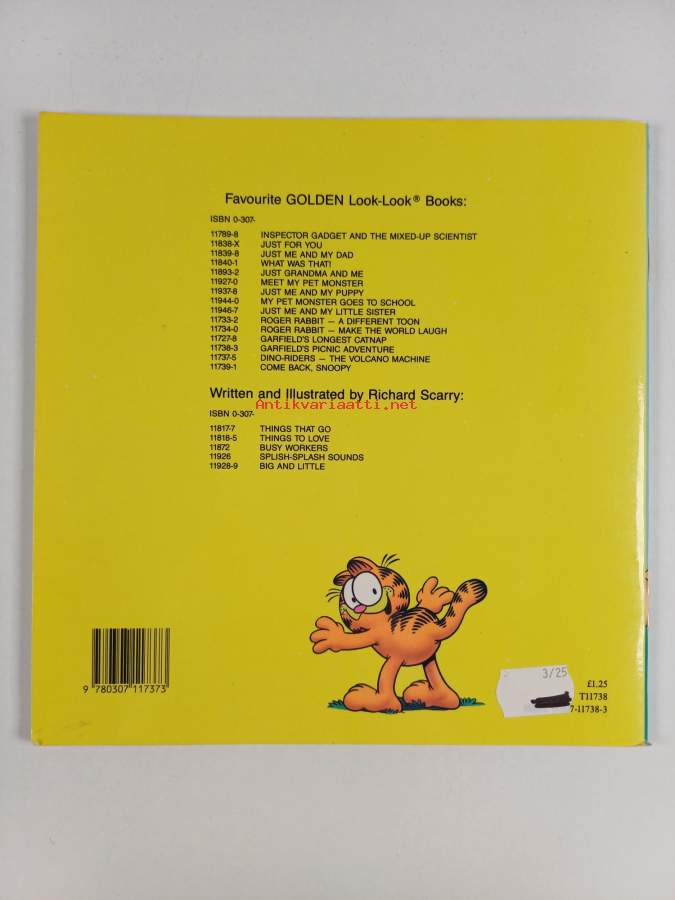 Favourite GOLDEN Look-Look® Books:
ISBN 0-307-
11789-8 INSPECTOR GADGET AND THE MIXED-UP SCIENTIST
11838-X JUST FOR YOU
11839-8 JUST ME AND MY DAD
11840-1 WHAT WAS THAT!
11893-2 JUST GRANDMA AND ME
11927-0 MEET MY PET MONSTER
11937-8 JUST ME AND MY PUPPY
11944-0 MY PET MONSTER GOES TO SCHOOL
11946-7 JUST ME AND MY LITTLE SISTER
11733-2 ROGER RABBIT — A DIFFERENT TOON
11734-0 ROGER RABBIT — MAKE THE WORLD LAUGH
11727-8 GARFIELD'S LONGEST CATNAP
11738-3 GARFIELD'S PICNIC ADVENTURE
11737-5 DINO-RIDERS — THE VOLCANO MACHINE
11739-1 COME BACK, SNOOPY
Written and Illustrated by Richard Scarry:
Antikvariaatti.net
ISBN 0-307-
11817-7 THINGS THAT GO
11818-5 THINGS TO LOVE
11872 BUSY WORKERS
11926 SPLISH-SPLASH SOUNDS
11928-9 BIG AND LITTLE
9 780307 117373
3/25
£1.25
T11738
7-11738-3